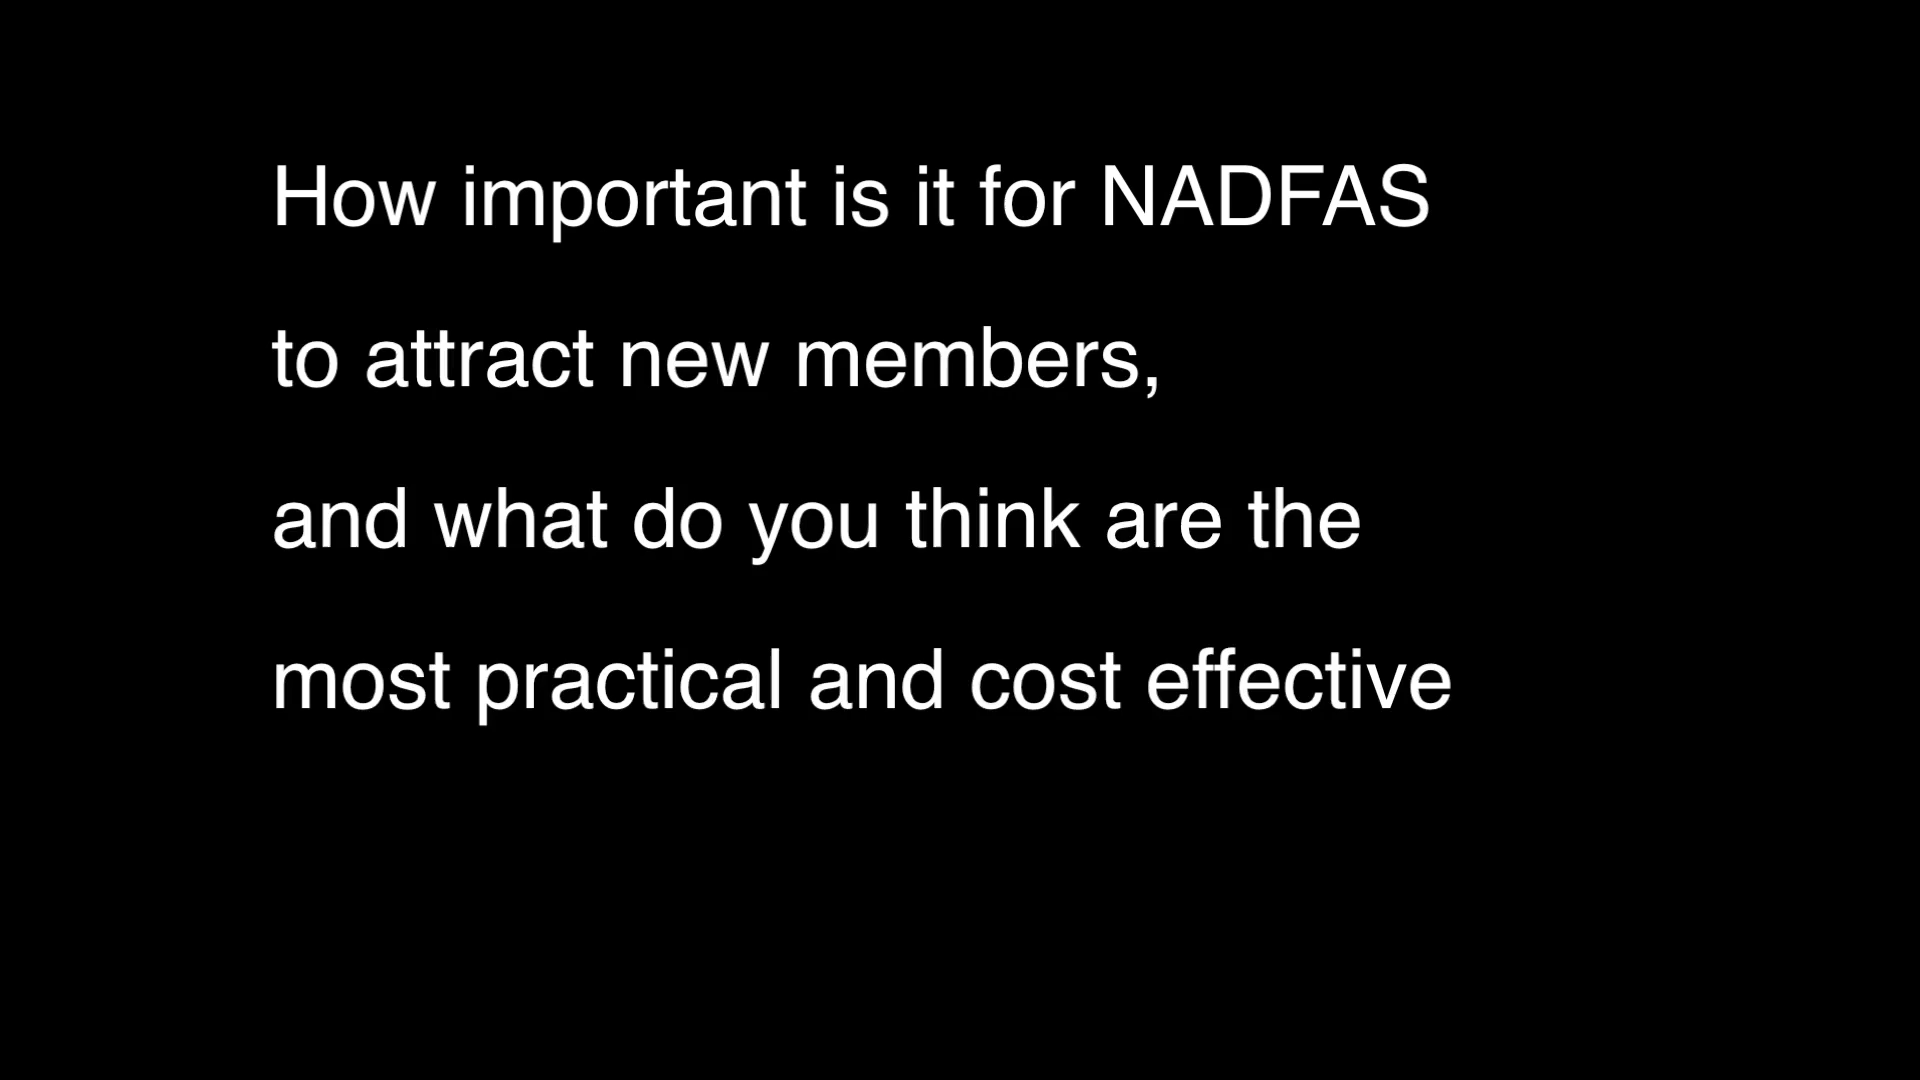 How important is it for NADFAS
to attract new members,
and what do you think are the
most practical and cost effective